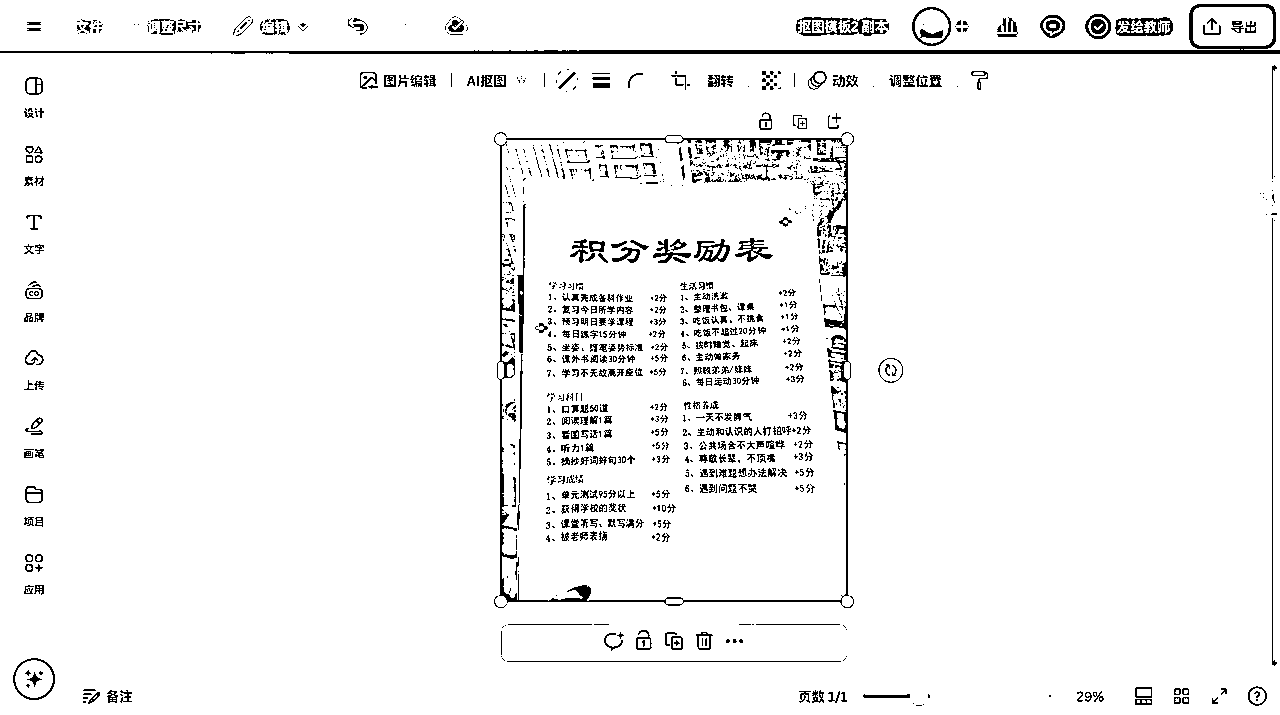 文件 调整尺寸 编辑 抠图模板2 副本 发给教师 导出
图片编辑 AI抠图 翻转 动效 调整位置
设计
素材
T
文字
co
品牌
上传
画笔
项目
应用
积分奖励表
学习习惯
1、认真完成各科作业 +2分
2、复习今日所学内容 +2分
3、预习明日要学课程 +3分
4、每日练字15分钟 +2分
5、坐姿、握笔姿势标准 +2分
6、课外书阅读30分钟 +5分
7、学习不无故离开座位 +5分
学习科目
1、口算题50道 +2分
2、阅读理解1篇 +3分
3、看图写话1篇 +5分
4、听力1篇 +5分
5、摘抄好词好句30个 +3分
学习成绩
1、单元测试95分以上 +5分
2、获得学校的奖状 +10分
3、课堂听写、默写满分 +5分
4、被老师表扬 +2分
生活习惯
1、主动洗漱 +2分
2、整理书包、课桌 +1分
3、吃饭认真、不挑食 +1分
4、吃饭不超过20分钟 +1分
5、按时睡觉、起床 +2分
6、主动做家务 +2分
7、照顾弟弟/妹妹 +2分
8、每日运动30分钟 +3分
性格养成
1、一天不发脾气 +3分
2、主动和认识的人打招呼+2分
3、公共场合不大声喧哗 +2分
4、尊敬长辈、不顶嘴 +3分
5、遇到难题想办法解决 +5分
6、遇到问题不哭 +5分
备注 页数 1/1 29%